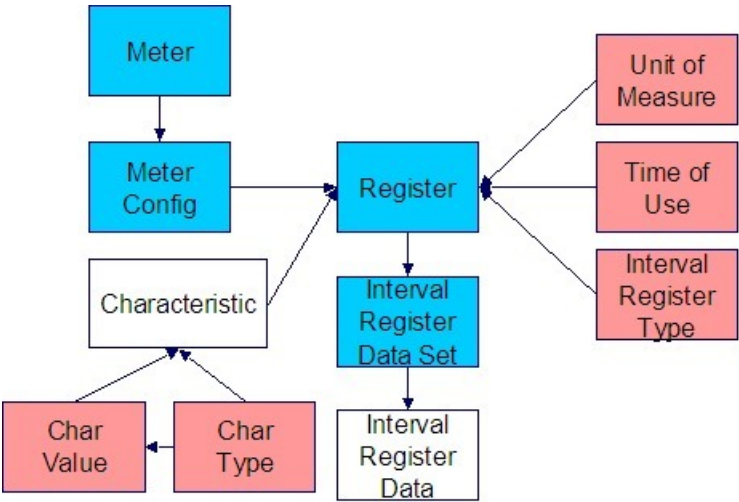 Meter
Unit of
Measure
Meter
Config
Register
Time of
Use
Characteristic
Interval
Register
Data Set
Interval
Register
Type
Char
Value
Char
Type
Interval
Register
Data